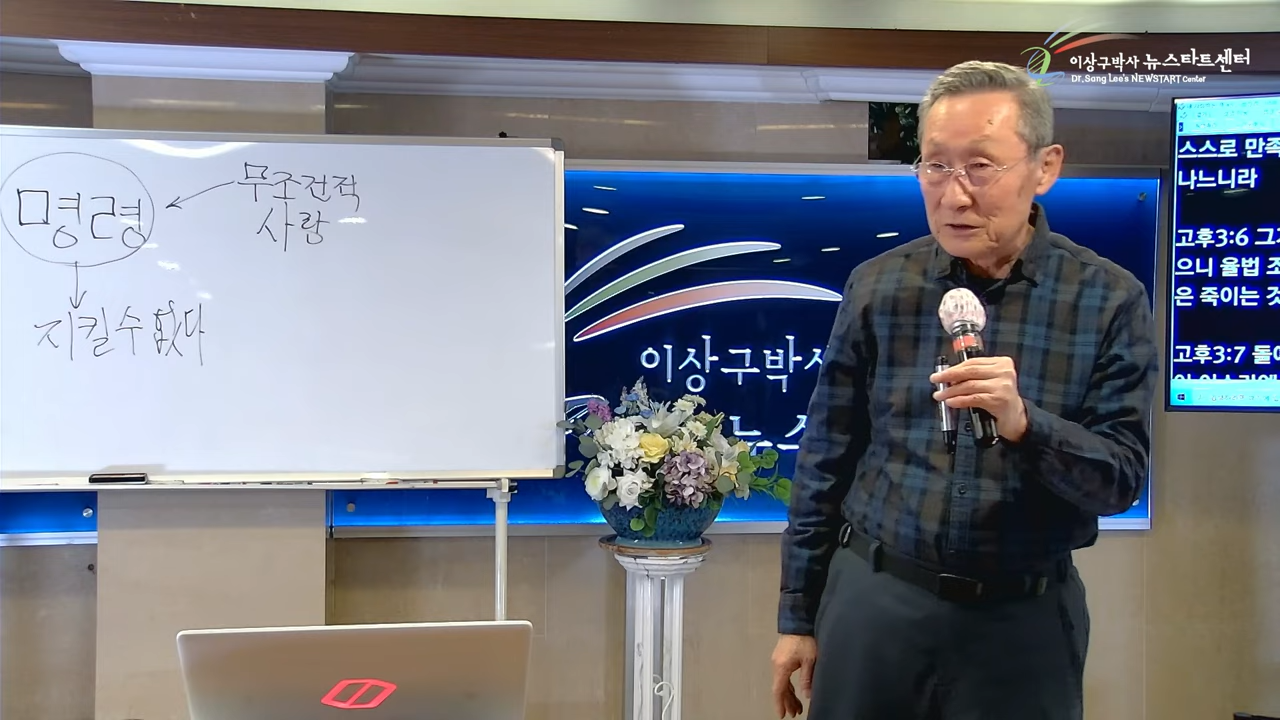 이상구박사 뉴스타트센터
Dr. Sang Lee's NEWSTART Center
명령
무조건적
사랑
지킬수 없다
이상구박사
뉴스
스스로 만족
나느니라
고후3:6 그
으니 율법 조
은 죽이는 것
고후3:7 돌